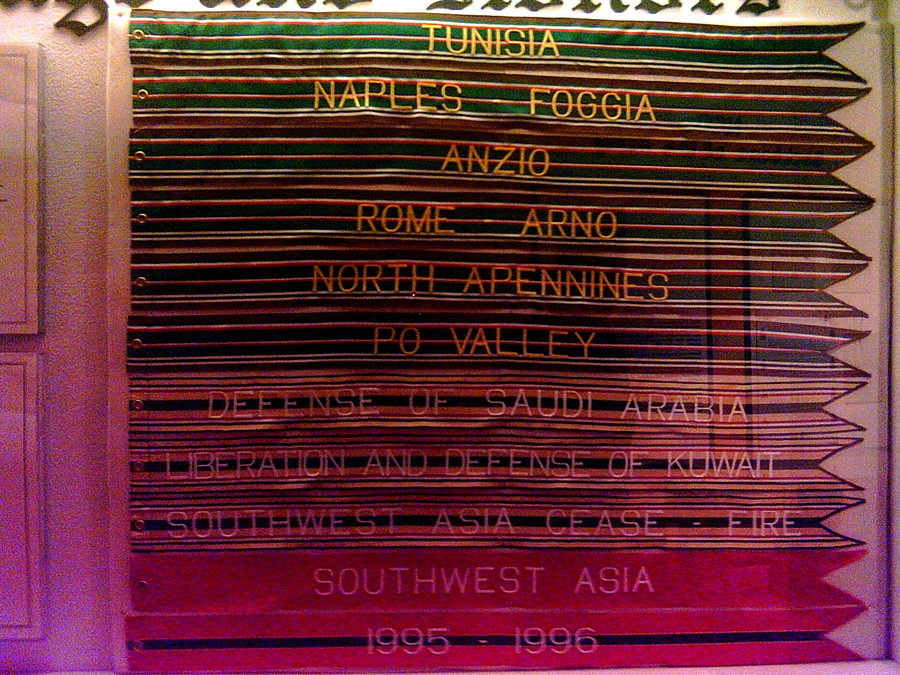 TUNISIA
NAPLES - FOGGIA
ANZIO
ROME - ARNO
NORTH APENNINES
PO VALLEY
DEFENSE OF SAUDI ARABIA
LIBERATION AND DEFENSE OF KUWAIT
SOUTHWEST ASIA CEASE - FIRE
SOUTHWEST ASIA
1995 - 1996